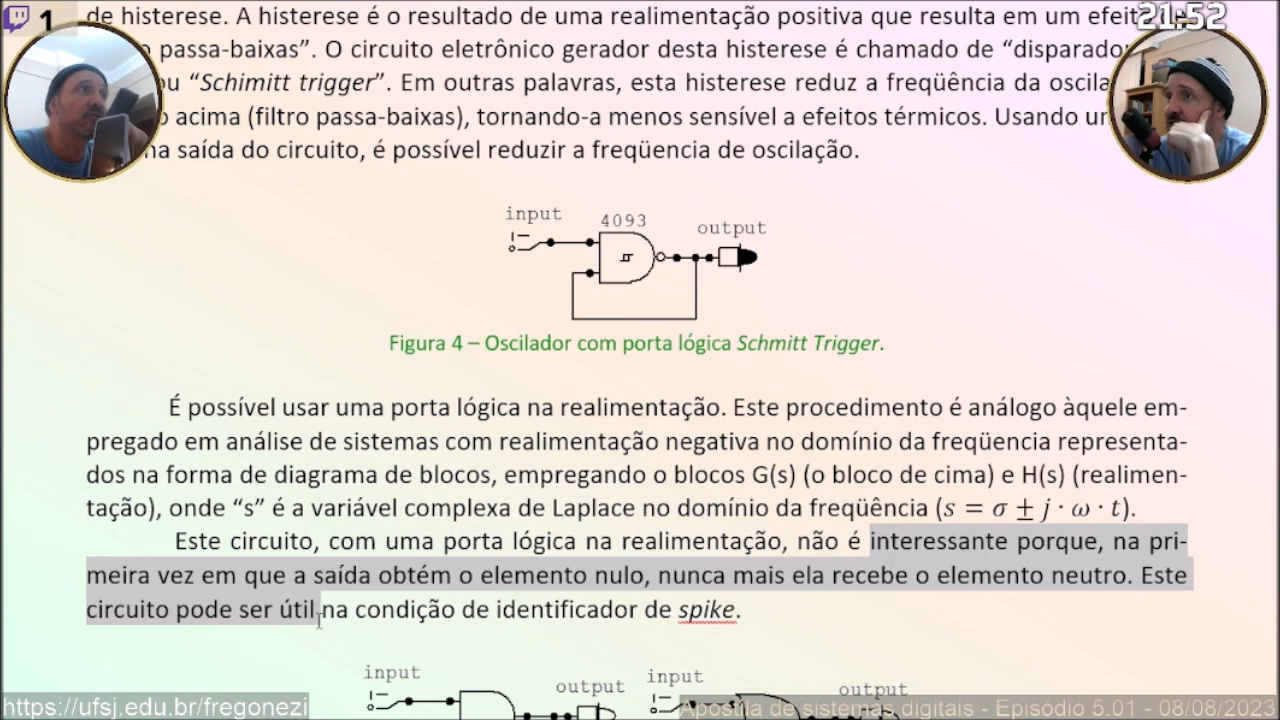 1
21:52
de histerese. A histerese é o resultado de uma realimentação positiva que resulta em um efeit
passa-baixas”. O circuito eletrônico gerador desta histerese é chamado de “disparado
ou “Schimitt trigger”. Em outras palavras, esta histerese reduz a freqüência da oscila
acima (filtro passa-baixas), tornando-a menos sensível a efeitos térmicos. Usando
na saída do circuito, é possível reduzir a freqüencia de oscilação.
input 4093 output
Figura 4 – Oscilador com porta lógica Schmitt Trigger.
É possível usar uma porta lógica na realimentação. Este procedimento é análogo àquele em-
pregado em análise de sistemas com realimentação negativa no domínio da freqüencia representa-
dos na forma de diagrama de blocos, empregando o blocos G(s) (o bloco de cima) e H(s) (realimen-
tação), onde “s” é a variável complexa de Laplace no domínio da freqüência (s = σ ± j · ω · t).
Este circuito, com uma porta lógica na realimentação, não é interessante porque, na pri-
meira vez em que a saída obtém o elemento nulo, nunca mais ela recebe o elemento neutro. Este
circuito pode ser útil na condição de identificador de spike.
input output input output
https://ufsj.edu.br/fregonezi
Apostila de sistemas digitais - Episódio 5.01 - 08/08/2023